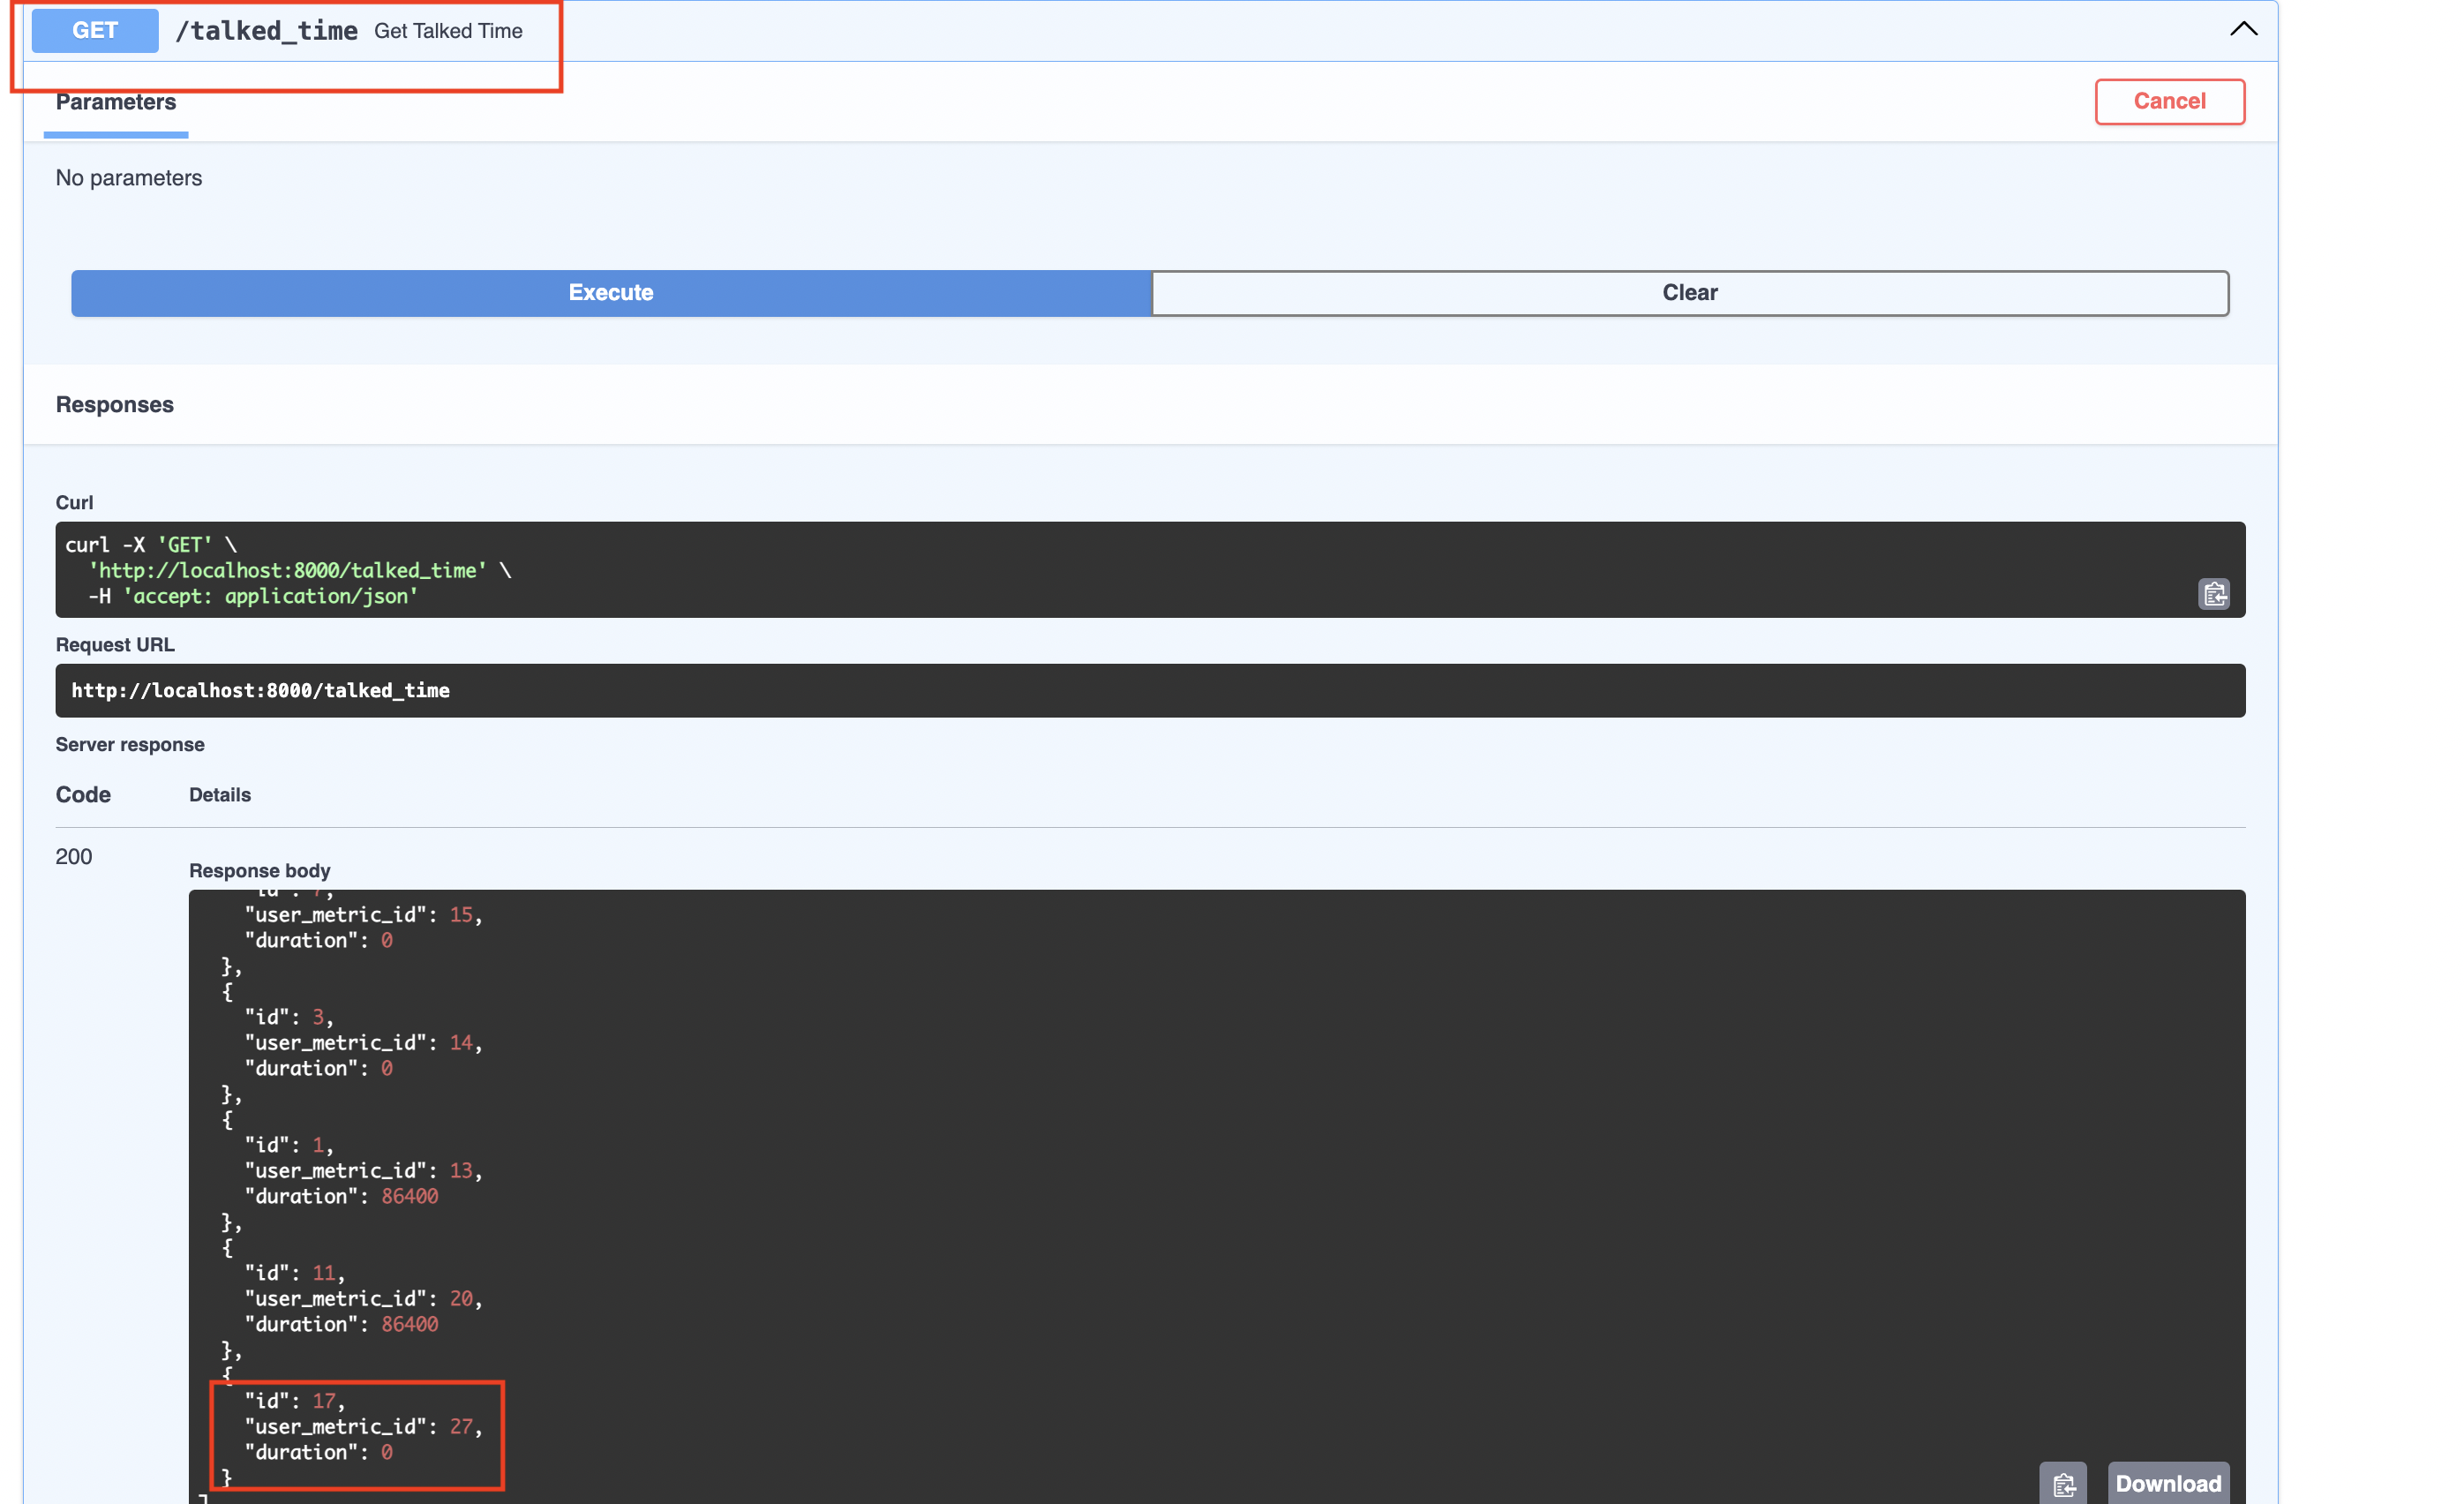 GET /talked_time Get Talked Time
Parameters
Cancel
No parameters
Execute
Clear
Responses
Curl
curl -X 'GET' \
'http://localhost:8000/talked_time' \
-H 'accept: application/json'
Request URL
http://localhost:8000/talked_time
Server response
Code Details
200
Response body
"id": 7,
"user_metric_id": 15,
"duration": 0
},
{
"id": 3,
"user_metric_id": 14,
"duration": 0
},
{
"id": 1,
"user_metric_id": 13,
"duration": 86400
},
{
"id": 11,
"user_metric_id": 20,
"duration": 86400
},
{
"id": 17,
"user_metric_id": 27,
"duration": 0
}
]
Download